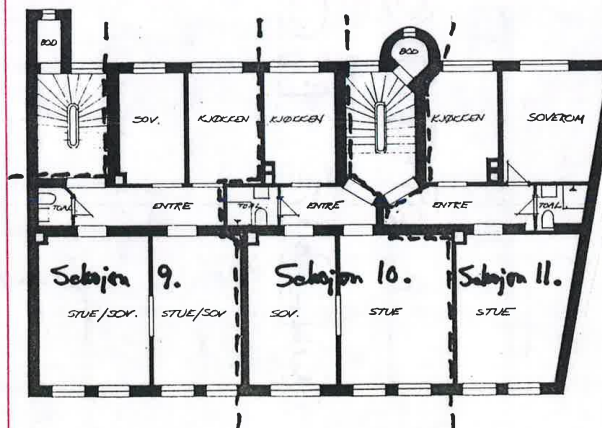 BOD
BOD
SOV.
KJØKKEN
KJØKKEN
KJØKKEN
SOVEROM
TOAL.
ENTRE
TOAL.
ENTRE
ENTRE
TOAL.
Seksjon 9.
Seksjon 10.
Seksjon 11.
STUE/SOV.
STUE/SOV
SOV.
STUE
STUE